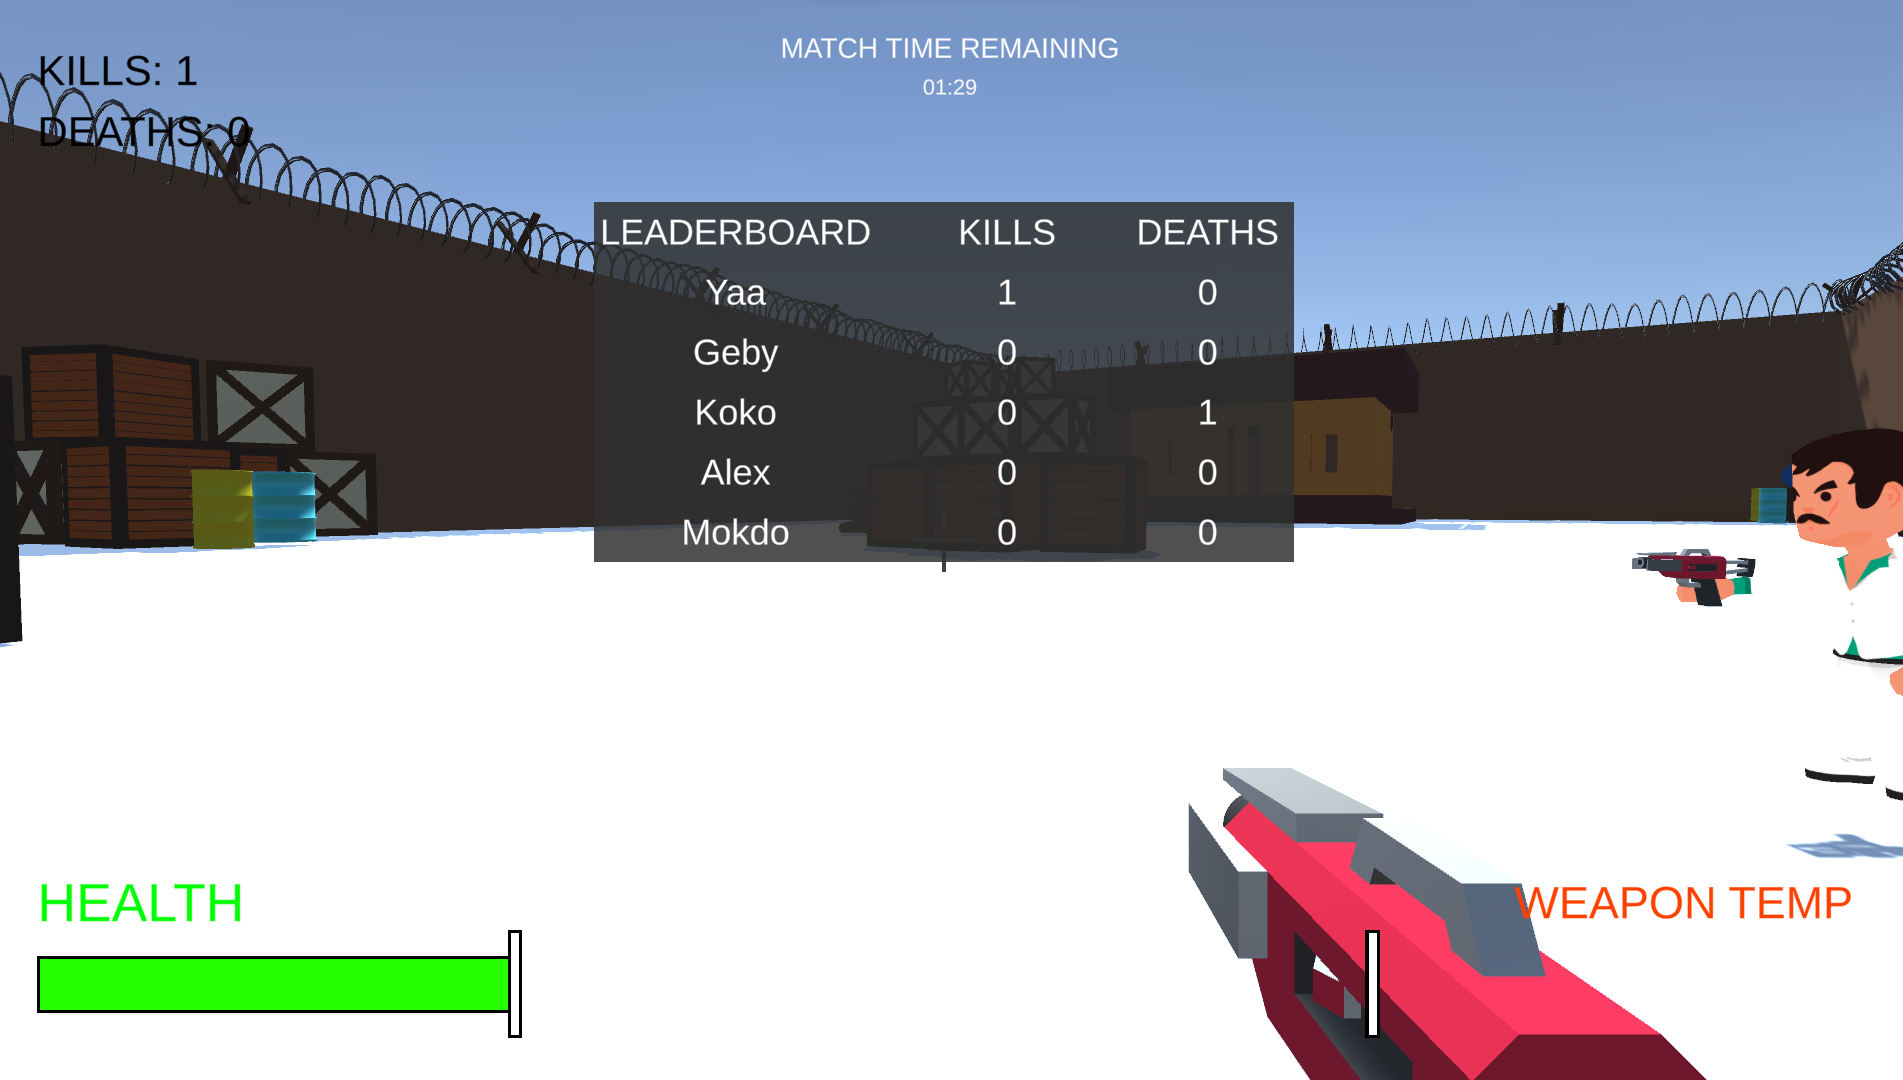 KILLS: 1
DEATHS: 0
MATCH TIME REMAINING
01:29
LEADERBOARD KILLS DEATHS
Yaa 1 0
Geby 0 0
Koko 0 1
Alex 0 0
Mokdo 0 0
HEALTH
WEAPON TEMP